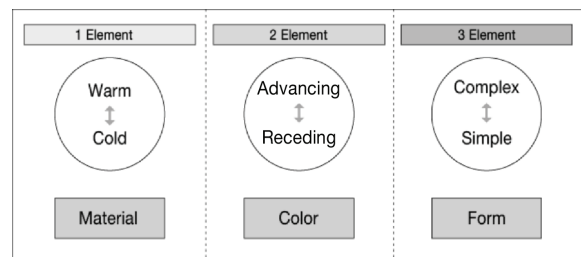 1 Element
2 Element
3 Element
Warm
Cold
Advancing
Receding
Complex
Simple
Material
Color
Form